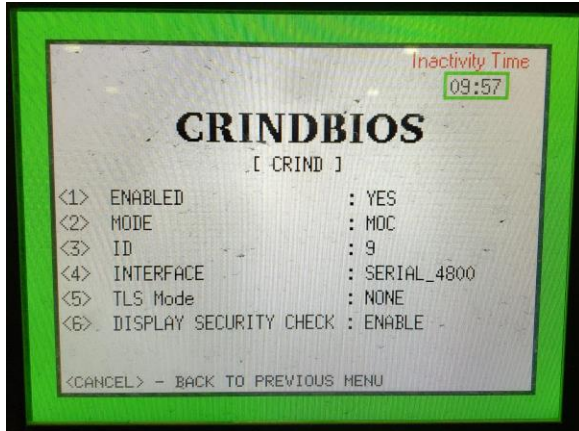 Inactivity Time
09:57
CRINDBIOS
[ CRIND ]
<1> ENABLED : YES
<2> MODE : MOC
<3> ID : 9
<4> INTERFACE : SERIAL_4800
<5> TLS Mode : NONE
<6> DISPLAY SECURITY CHECK : ENABLE
<CANCEL> - BACK TO PREVIOUS MENU